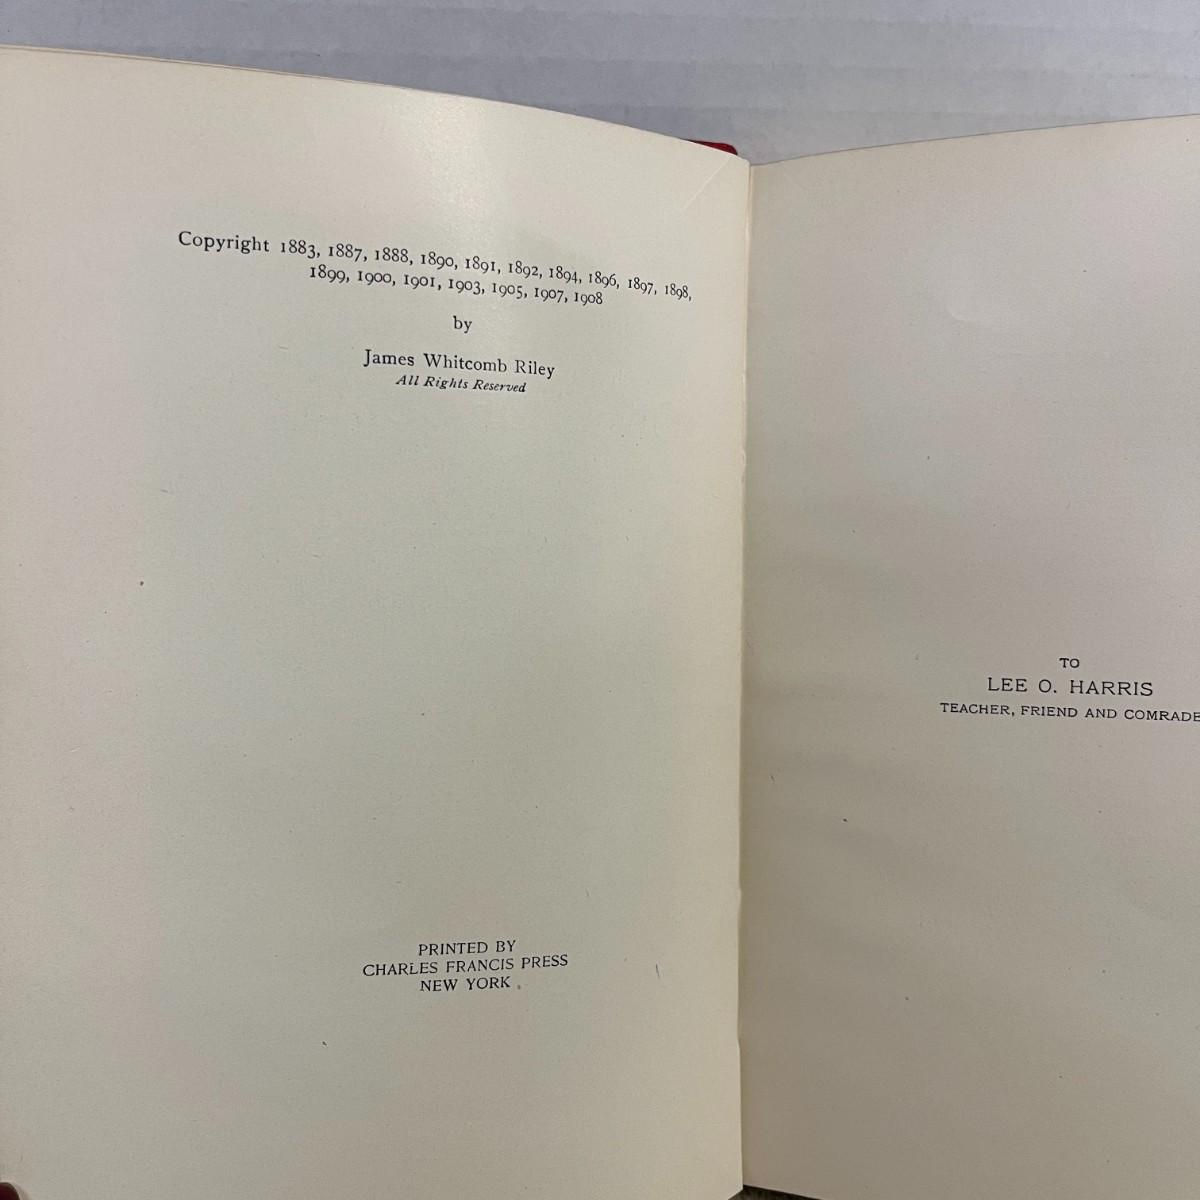 Copyright 1883, 1887, 1888, 1890, 1891, 1892, 1894, 1896, 1897, 1898,
1899, 1900, 1901, 1903, 1905, 1907, 1908
by
James Whitcomb Riley
All Rights Reserved
PRINTED BY
CHARLES FRANCIS PRESS
NEW YORK
TO
LEE O. HARRIS
TEACHER, FRIEND AND COMRADE